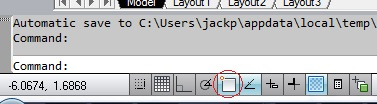 Model Layout1 Layout2 Layout3
Automatic save to C:\Users\jackp\appdata\local\temp\
Command:
Command:
-6.0674, 1.6868